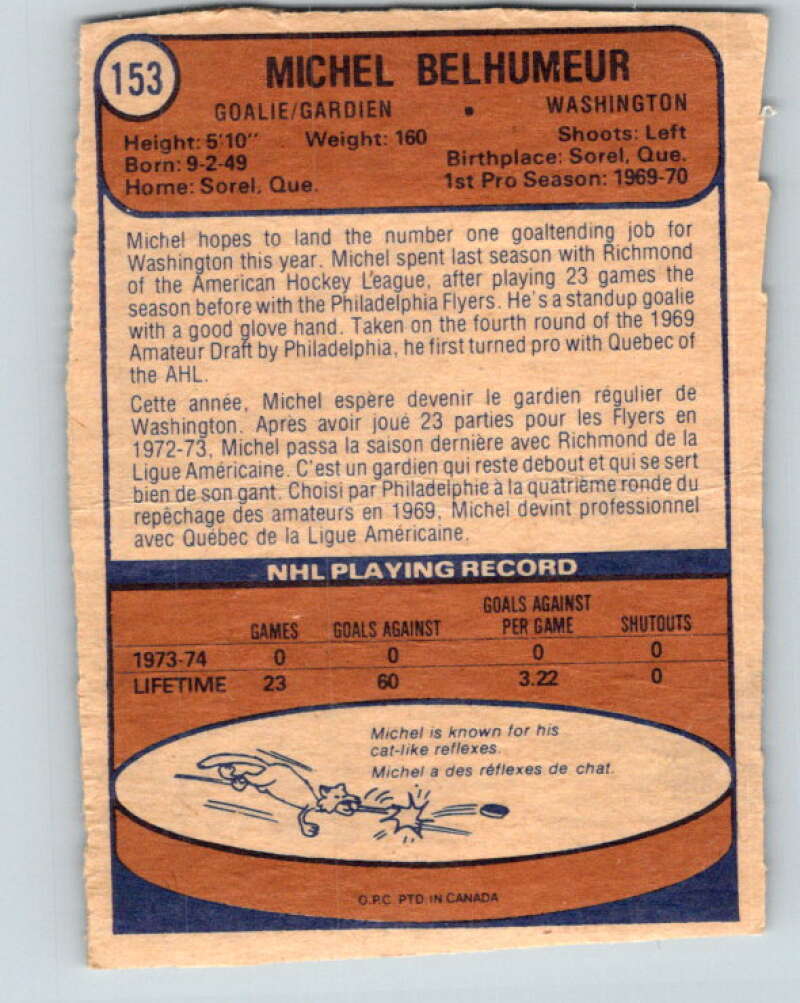 153
MICHEL BELHUMEUR
GOALIE/GARDIEN • WASHINGTON
Height: 5'10" Weight: 160 Shoots: Left
Born: 9-2-49 Birthplace: Sorel, Que.
Home: Sorel, Que. 1st Pro Season: 1969-70
Michel hopes to land the number one goaltending job for
Washington this year. Michel spent last season with Richmond
of the American Hockey League, after playing 23 games the
season before with the Philadelphia Flyers. He's a standup goalie
with a good glove hand. Taken on the fourth round of the 1969
Amateur Draft by Philadelphia, he first turned pro with Quebec of
the AHL.
Cette année, Michel espère devenir le gardien régulier de
Washington. Après avoir joué 23 parties pour les Flyers en
1972-73, Michel passa la saison dernière avec Richmond de la
Ligue Américaine. C'est un gardien qui reste debout et qui se sert
bien de son gant. Choisi par Philadelphie à la quatrième ronde du
repêchage des amateurs en 1969, Michel devint professionnel
avec Québec de la Ligue Américaine.
NHL PLAYING RECORD
GAMES GOALS AGAINST GOALS AGAINST PER GAME SHUTOUTS
1973-74 0 0 0 0
LIFETIME 23 60 3.22 0
Michel is known for his
cat-like reflexes.
Michel a des réflexes de chat.
O.P.C. PTD IN CANADA